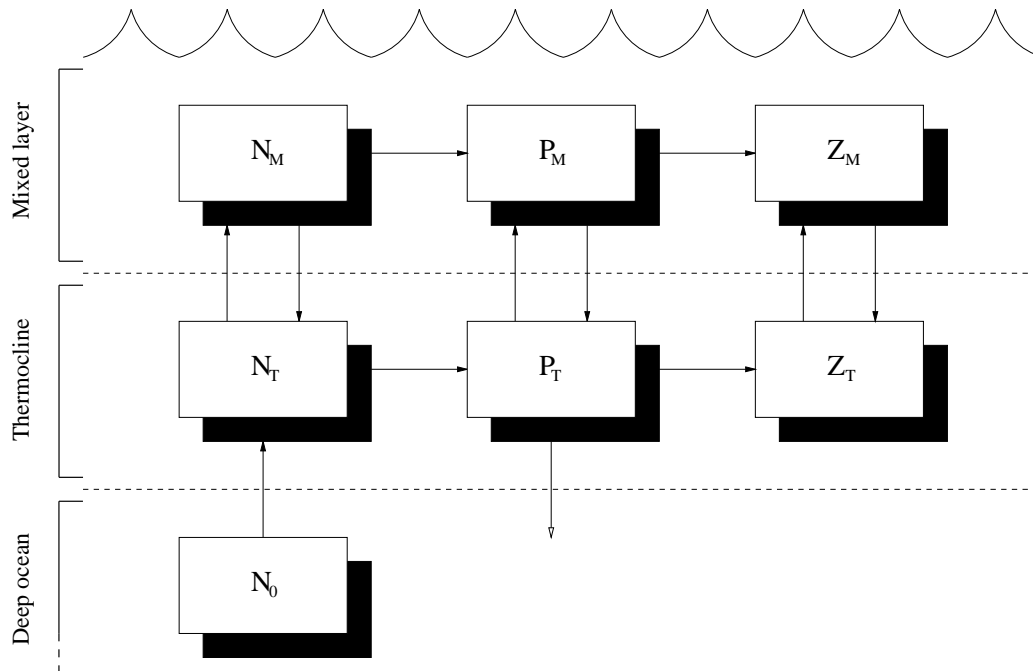 Mixed layer
N_M P_M Z_M
Thermocline
N_T P_T Z_T
Deep ocean
N_0